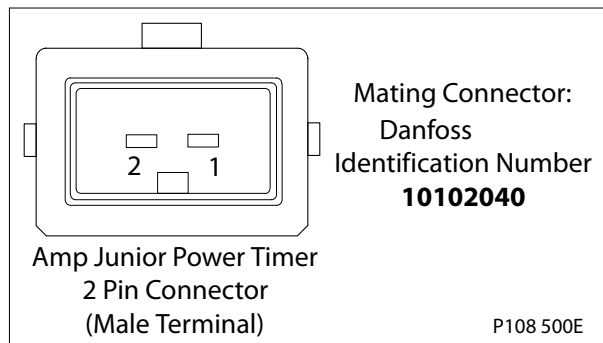 2 1
Mating Connector:
Danfoss
Identification Number
10102040
Amp Junior Power Timer
2 Pin Connector
(Male Terminal)
P108 500E